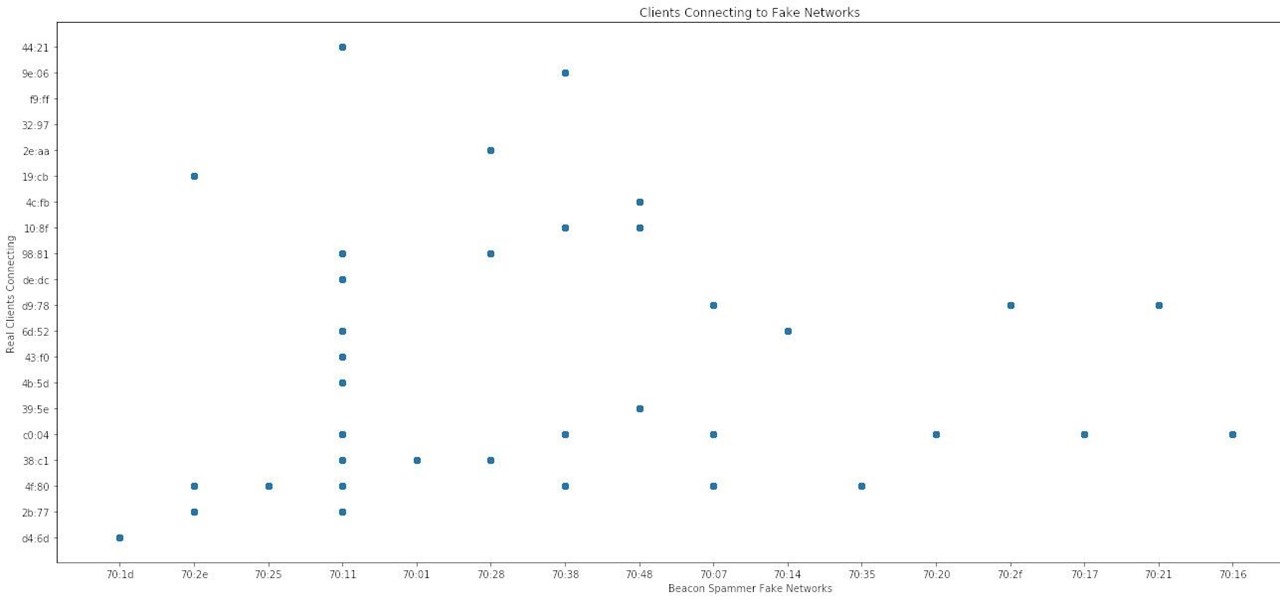 Clients Connecting to Fake Networks
Real Clients Connecting
44:21
9e:06
f9:ff
32:97
2e:aa
19:cb
4c:fb
10:8f
98:81
de:dc
d9:78
6d:52
43:f0
4b:5d
39:5e
c0:04
38:c1
4f:80
2b:77
d4:6d
70:1d 70:2e 70:25 70:11 70:01 70:28 70:38 70:48 70:07 70:14 70:35 70:20 70:2f 70:17 70:21 70:16
Beacon Spammer Fake Networks